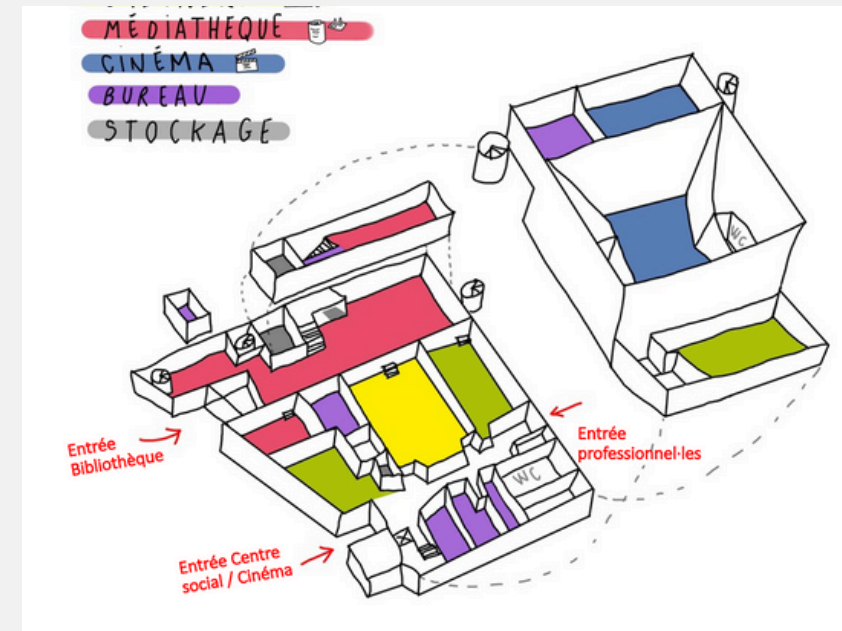 MÉDIATHEQUE
CINÉMA
BUREAU
STOCKAGE
WC
Entrée
Bibliothèque
Entrée
professionnel·les
WC
Entrée Centre
social / Cinéma